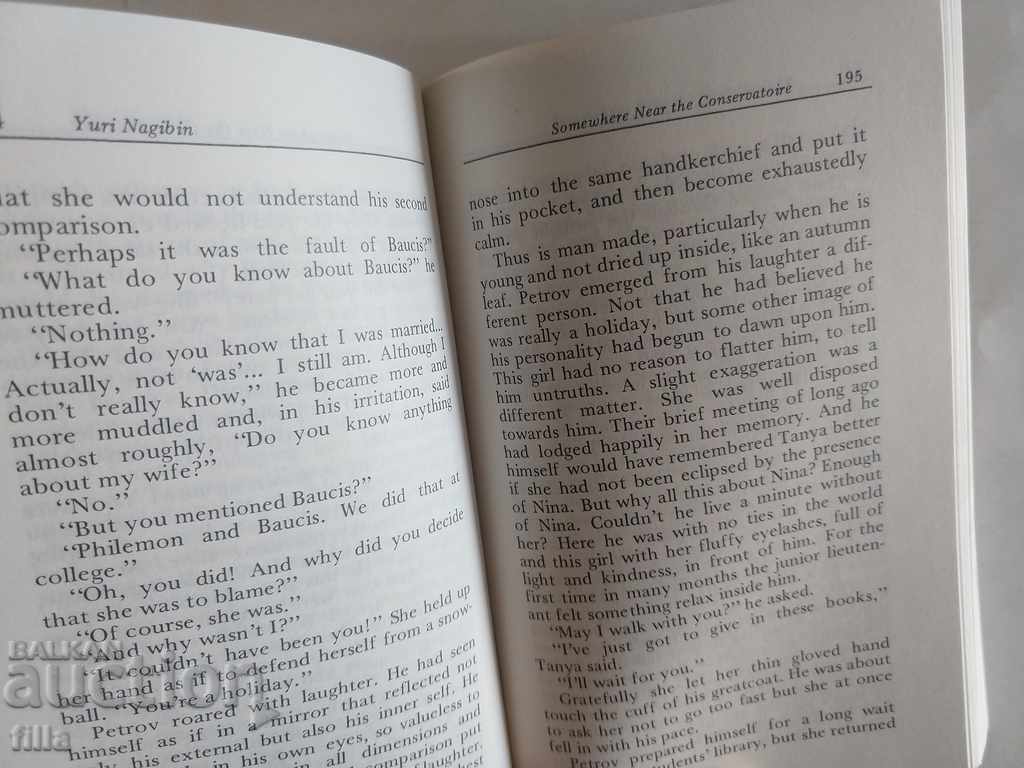 Yuri Nagibin
she would not understand his second
comparison.
"Perhaps it was the fault of Baucis?"
"What do you know about Baucis?" he
muttered.
"Nothing."
"How do you know that I was married...
Actually, not 'was'... I still am. Although I
don't really know," he became more and
more muddled and, in his irritation, said
almost roughly, "Do you know anything
about my wife?"
"No."
"But you mentioned Baucis?"
"Philemon and Baucis. We did that at
college."
"Oh, you did! And why did you decide
that she was to blame?"
"Of course, she was."
"And why wasn't I?"
"It couldn't have been you!" She held up
her hand as if to defend herself from a snow-
ball. "You're a holiday."
Petrov roared with laughter. He had seen
himself as if in a mirror that reflected not
his external but also his inner self. He
in his own eyes, so valueless to
all dimensions and
comparison put
of laughter.
best
Somewhere Near the Conservatoire 195
nose into the same handkerchief and put it
in his pocket, and then become exhaustedly
calm.
Thus is man made, particularly when he is
young and not dried up inside, like an autumn
leaf. Petrov emerged from his laughter a dif-
ferent person. Not that he had believed he
was really a holiday, but some other image of
his personality had begun to dawn upon him.
This girl had no reason to flatter him, to tell
him untruths. A slight exaggeration was a
different matter. She was well disposed
towards him. Their brief meeting of long ago
had lodged happily in her memory. And he
himself would have remembered Tanya better
if she had not been eclipsed by the presence
of Nina. But why all this about Nina? Enough
of Nina. Couldn't he live a minute without
her? Here he was with no ties in the world
and this girl with her fluffy eyelashes, full of
light and kindness, in front of him. For the
first time in many months the junior lieuten-
ant felt something relax inside him.
"May I walk with you?" he asked.
"I've just got to give in these books,"
Tanya said.
"I'll wait for you."
Gratefully she let her thin gloved hand
touch the cuff of his greatcoat. He was about
to ask her not to go too fast but she at once
fell in with his pace.
Petrov prepared himself for a long wait
students' library, but she returned
BALKAN
auction
filla